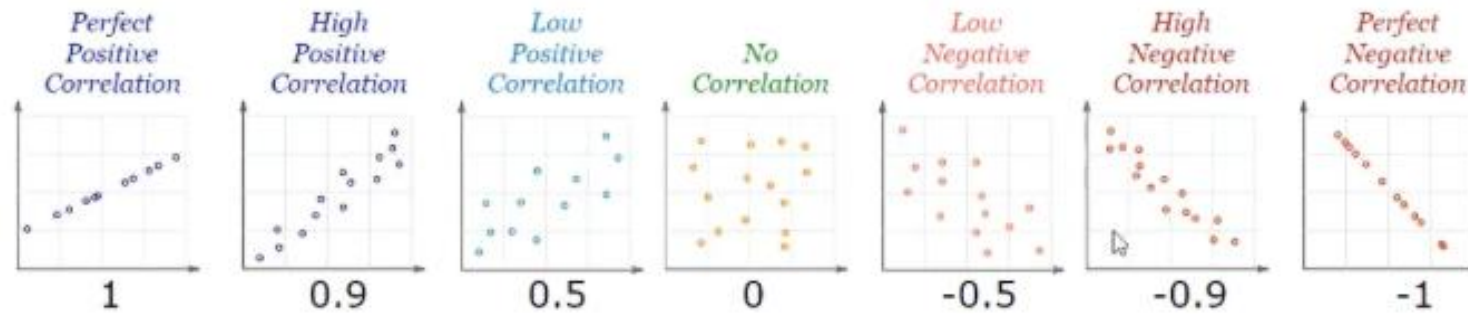 Perfect
Positive
Correlation
High
Positive
Correlation
Low
Positive
Correlation
No
Correlation
Low
Negative
Correlation
High
Negative
Correlation
Perfect
Negative
Correlation
1
0.9
0.5
0
-0.5
-0.9
-1